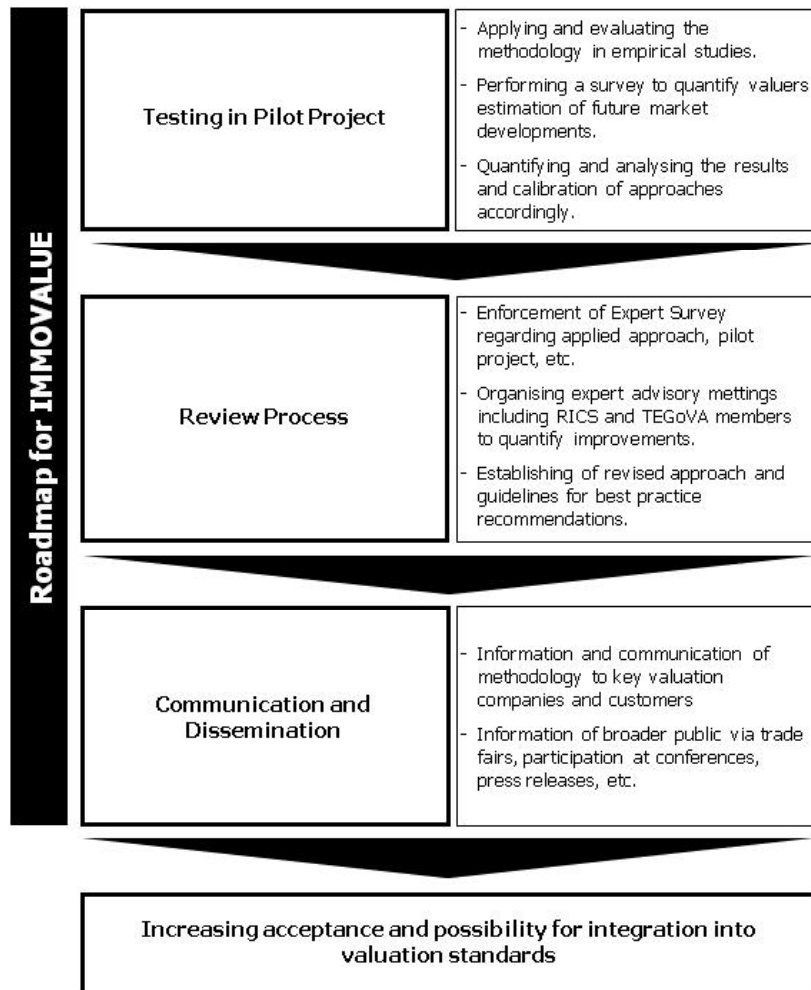 Roadmap for IMMOVALUE
Testing in Pilot Project
- Applying and evaluating the
methodology in empirical studies.
- Performing a survey to quantify valuers
estimation of future market
developments.
- Quantifying and analysing the results
and calibration of approaches
accordingly.
Review Process
- Enforcement of Expert Survey
regarding applied approach, pilot
project, etc.
- Organising expert advisory mettings
including RICS and TEGoVA members
to quantify improvements.
- Establishing of revised approach and
guidelines for best practice
recommendations.
Communication and
Dissemination
- Information and communication of
methodology to key valuation
companies and customers
- Information of broader public via trade
fairs, participation at conferences,
press releases, etc.
Increasing acceptance and possibility for integration into
valuation standards